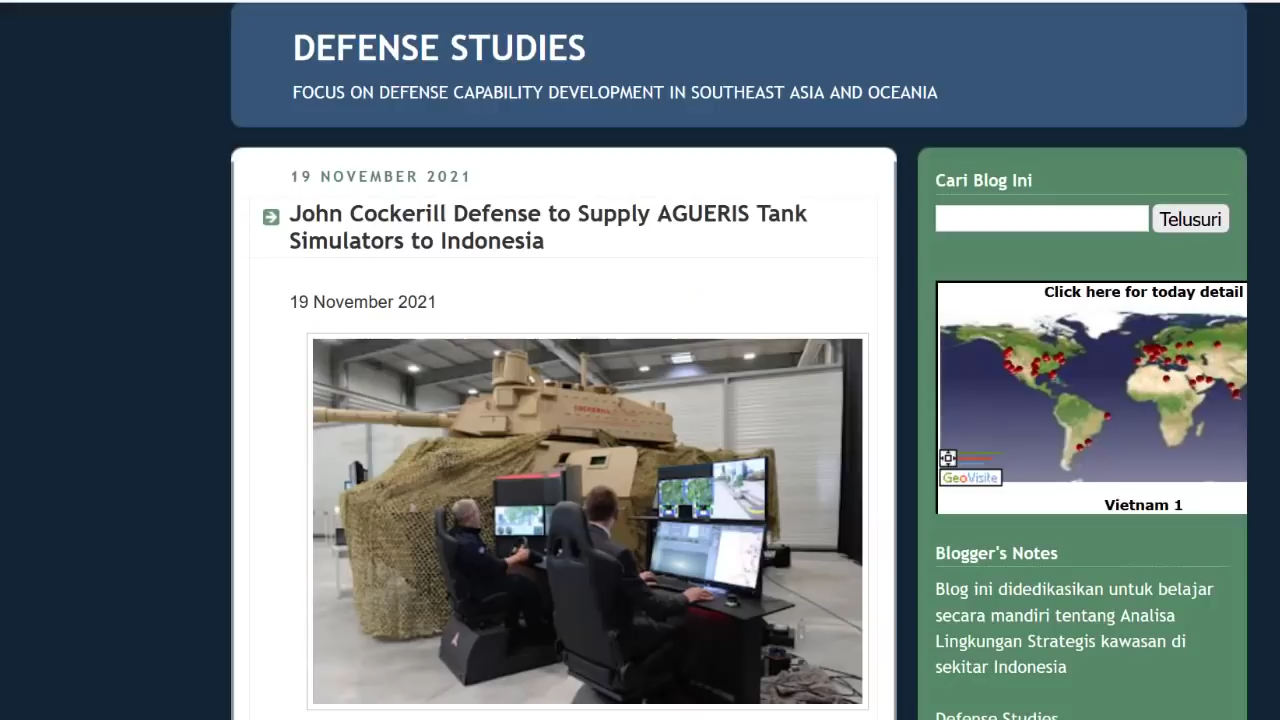 DEFENSE STUDIES
FOCUS ON DEFENSE CAPABILITY DEVELOPMENT IN SOUTHEAST ASIA AND OCEANIA
19 NOVEMBER 2021
John Cockerill Defense to Supply AGUERIS Tank
Simulators to Indonesia
19 November 2021
COCKERILL
Cari Blog Ini
Telusuri
Click here for today detail
GeoVisite
Vietnam 1
Blogger's Notes
Blog ini didedikasikan untuk belajar
secara mandiri tentang Analisa
Lingkungan Strategis kawasan di
sekitar Indonesia
Defense Studies